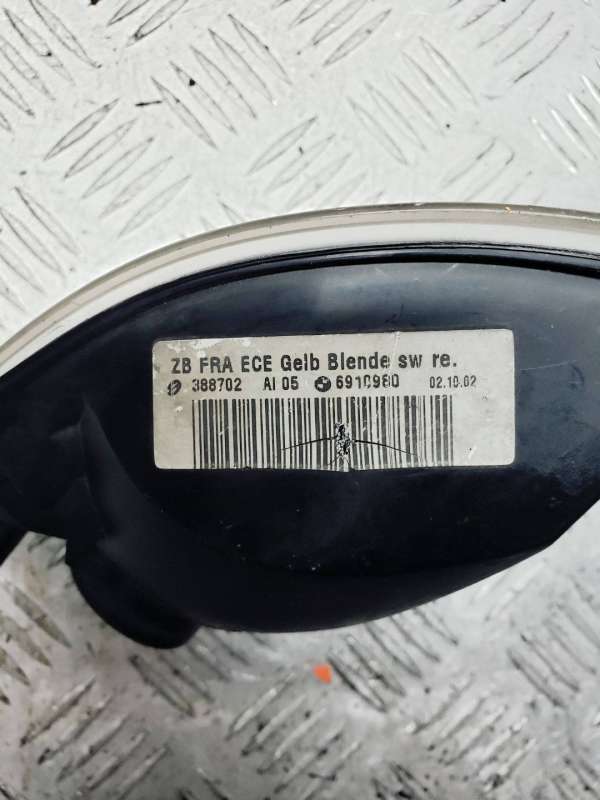 ZB FRA ECE Gelb Blende sw re.
388702 AI 05 6910980 02.10.02